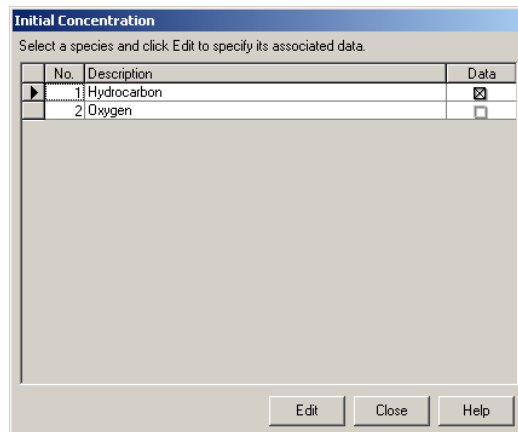 Initial Concentration
Select a species and click Edit to specify its associated data.
No. Description Data
1 Hydrocarbon
2 Oxygen
Edit Close Help